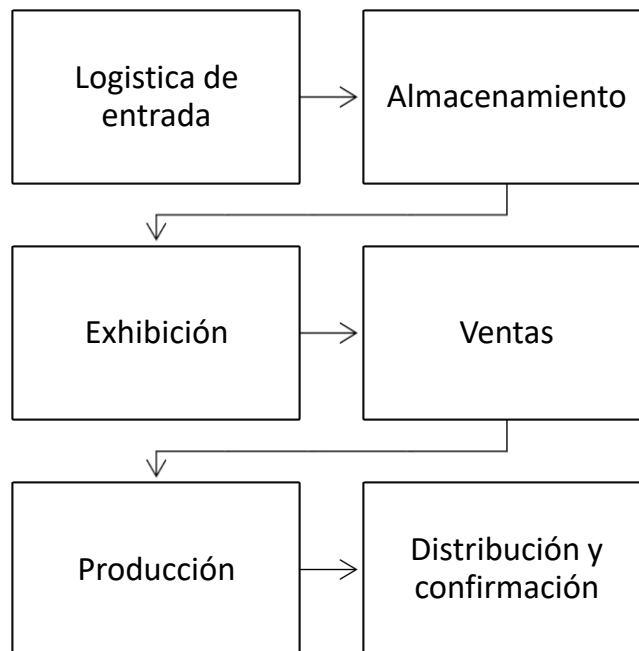 Logistica de
entrada
Almacenamiento
Exhibición
Ventas
Producción
Distribución y
confirmación